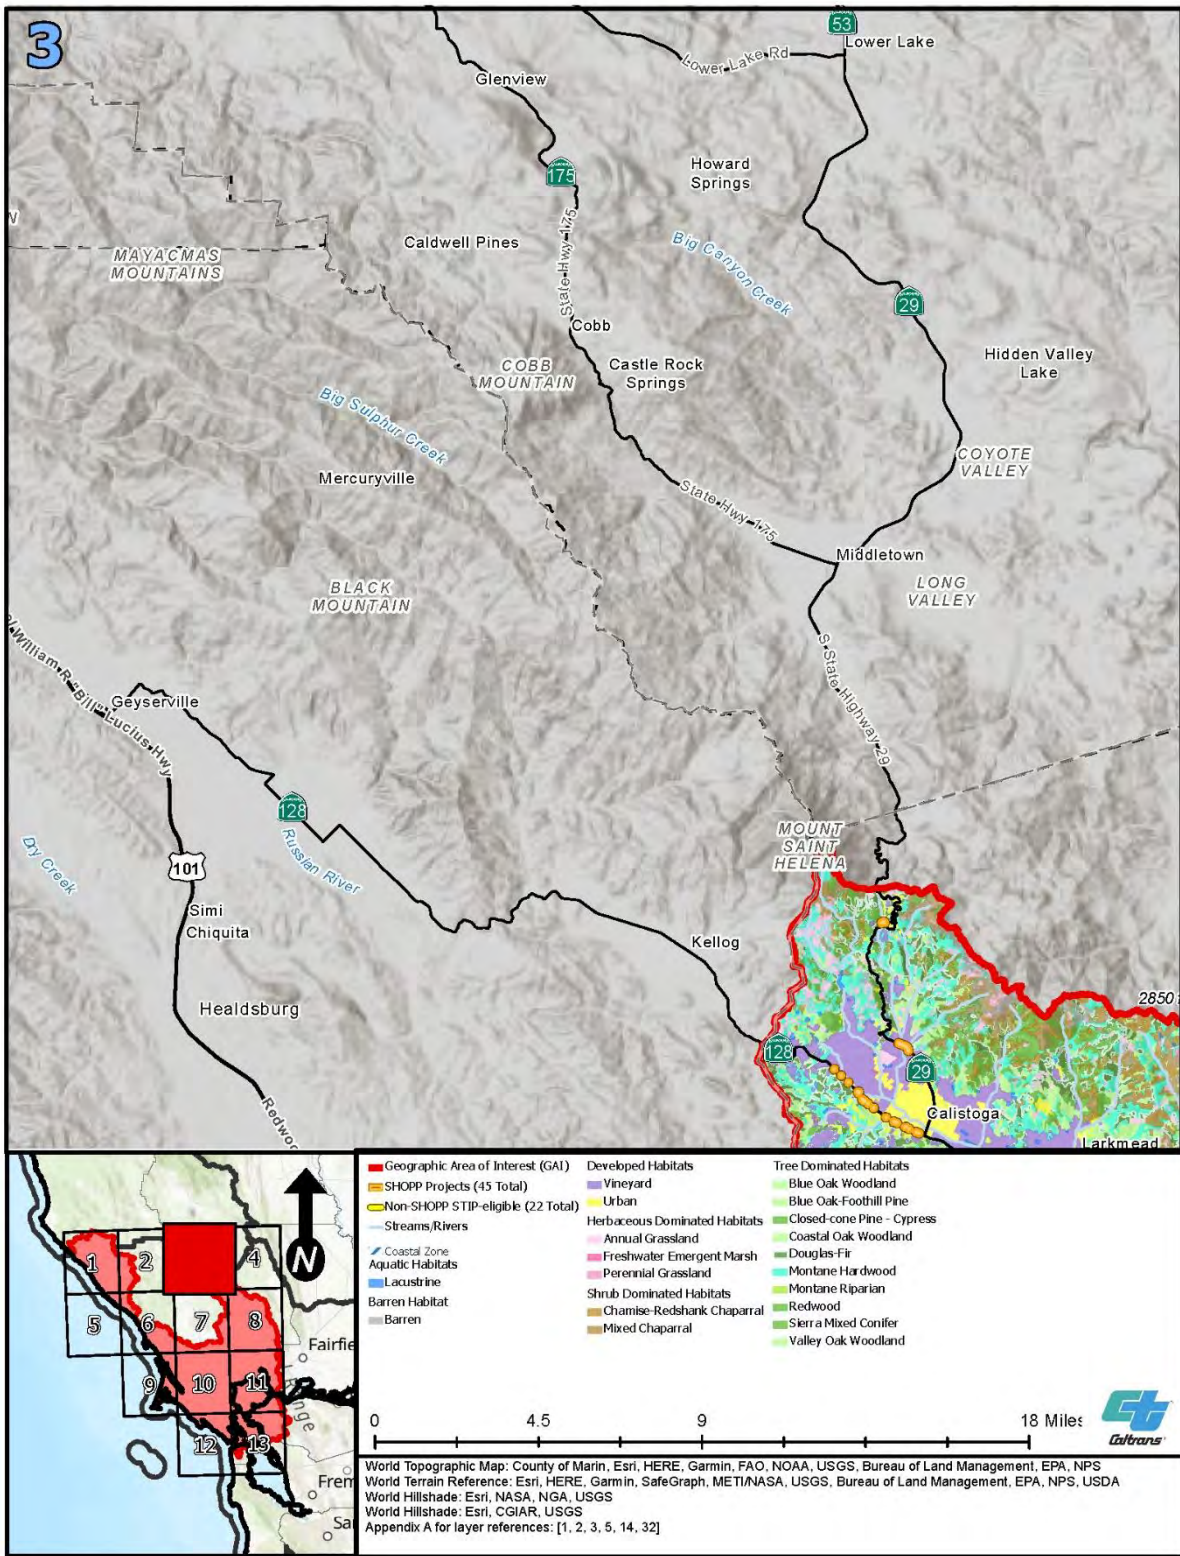 3
53
Lower Lake
Lower Lake Rd
Glenview
175
Howard
Springs
Caldwell Pines
State Hwy 175
Big Canyon Creek
N
MAYACMAS
MOUNTAINS
29
Cobb
COBB
MOUNTAIN
Castle Rock
Springs
Hidden Valley
Lake
Big Sulphur Creek
Mercuryville
COYOTE
VALLEY
State Hwy 175
Middletown
BLACK
MOUNTAIN
LONG
VALLEY
S State Highway 29
William R "Bill" Lucius Hwy
Geyserville
128
Russian River
MOUNT
SAINT
HELENA
Dry Creek
101
Simi
Chiquita
Kellog
Healdsburg
2850 f
128
29
Redwoo
Calistoga
Larkmead
1
2
4
5
6
7
8
9
10
11
12
13
Fairfie
Range
Frem
Sa
N
Geographic Area of Interest (GAI)
SHOPP Projects (45 Total)
Non-SHOPP STIP-eligible (22 Total)
Streams/Rivers
Coastal Zone
Aquatic Habitats
Lacustrine
Barren Habitat
Barren
Developed Habitats
Vineyard
Urban
Herbaceous Dominated Habitats
Annual Grassland
Freshwater Emergent Marsh
Perennial Grassland
Shrub Dominated Habitats
Chamise-Redshank Chaparral
Mixed Chaparral
Tree Dominated Habitats
Blue Oak Woodland
Blue Oak-Foothill Pine
Closed-cone Pine - Cypress
Coastal Oak Woodland
Douglas-Fir
Montane Hardwood
Montane Riparian
Redwood
Sierra Mixed Conifer
Valley Oak Woodland
0 4.5 9 18 Miles
Caltrans
World Topographic Map: County of Marin, Esri, HERE, Garmin, FAO, NOAA, USGS, Bureau of Land Management, EPA, NPS
World Terrain Reference: Esri, HERE, Garmin, SafeGraph, METI/NASA, USGS, Bureau of Land Management, EPA, NPS, USDA
World Hillshade: Esri, NASA, NGA, USGS
World Hillshade: Esri, CGIAR, USGS
Appendix A for layer references: [1, 2, 3, 5, 14, 32]